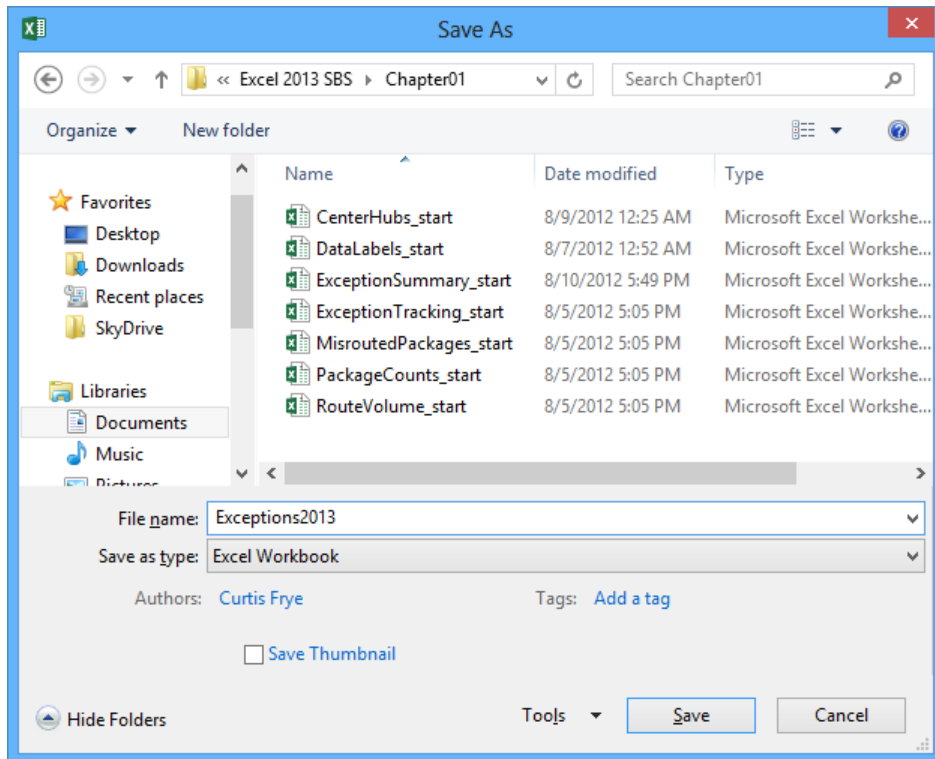 Save As
« Excel 2013 SBS Chapter01 Search Chapter01
Organize New folder
Name Date modified Type
Favorites
Desktop
Downloads
Recent places
SkyDrive
Libraries
Documents
Music
Pictures
CenterHubs_start 8/9/2012 12:25 AM Microsoft Excel Workshe...
DataLabels_start 8/7/2012 12:52 AM Microsoft Excel Workshe...
ExceptionSummary_start 8/10/2012 5:49 PM Microsoft Excel Workshe...
ExceptionTracking_start 8/5/2012 5:05 PM Microsoft Excel Workshe...
MisroutedPackages_start 8/5/2012 5:05 PM Microsoft Excel Workshe...
PackageCounts_start 8/5/2012 5:05 PM Microsoft Excel Workshe...
RouteVolume_start 8/5/2012 5:05 PM Microsoft Excel Workshe...
File name: Exceptions2013
Save as type: Excel Workbook
Authors: Curtis Frye Tags: Add a tag
Save Thumbnail
Hide Folders Tools Save Cancel